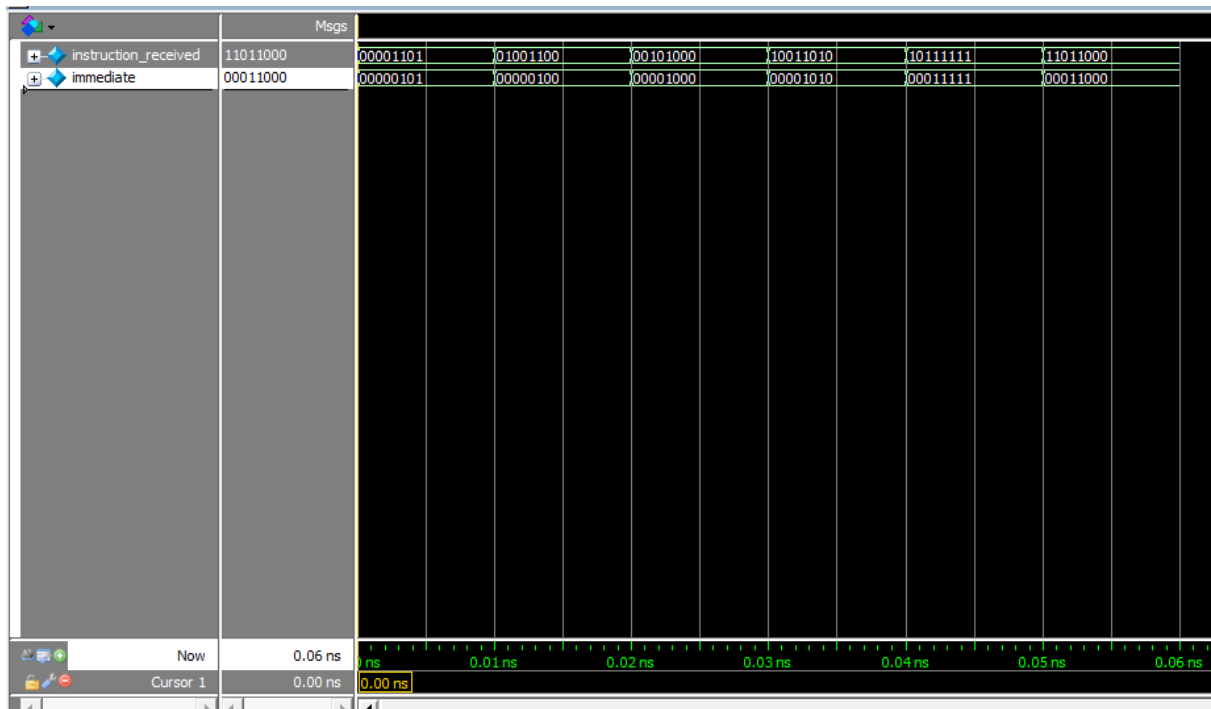 Msgs
instruction_received 11011000 00001101 01001100 00101000 10011010 10111111 11011000
immediate 00011000 00000101 00000100 00001000 00001010 00011111 00011000
Now 0.06 ns ns 0.01 ns 0.02 ns 0.03 ns 0.04 ns 0.05 ns 0.06 ns
Cursor 1 0.00 ns 0.00 ns